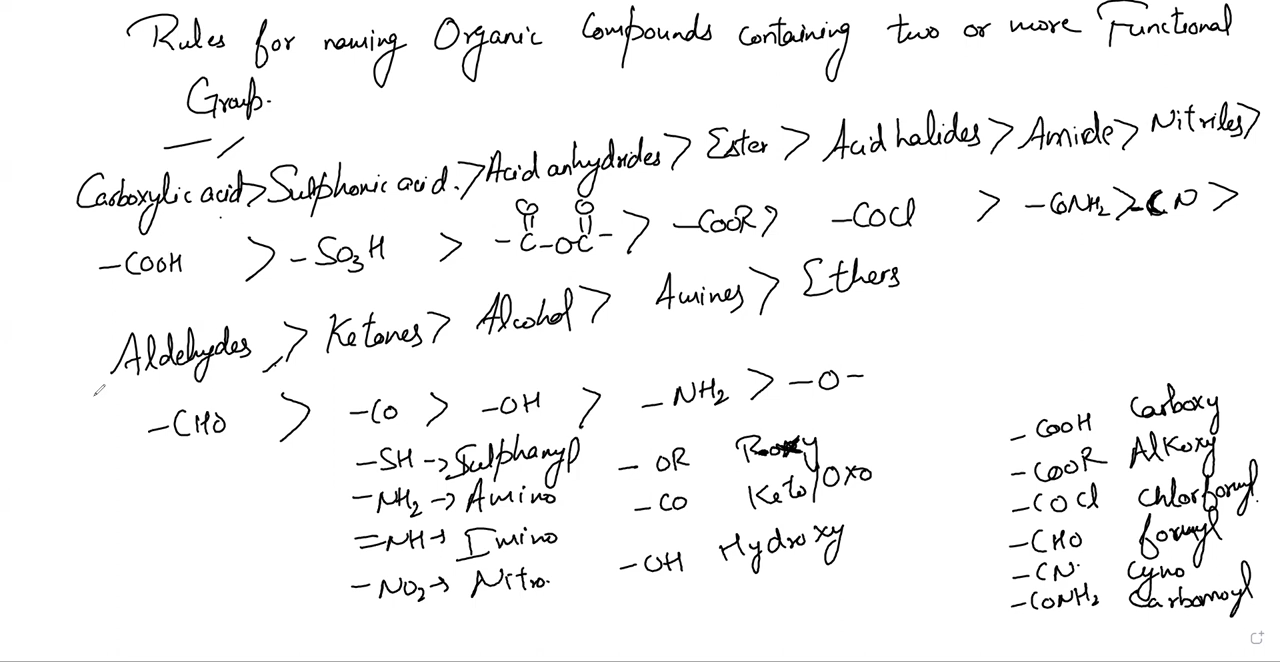 Rules for naming Organic Compounds containing two or more Functional
Group.
Carboxylic acid > Sulphonic acid. > Acid anhydrides > Ester > Acid halides > Amide > Nitriles >
-COOH > -SO3H > -C(=O)-O-C(=O)- > -COOR > -COCl > -CONH2 > -CN >
Aldehydes > Ketones > Alcohol > Amines > Ethers
-CHO > -CO > -OH > -NH2 > -O-
-SH → Sulphanyl
-NH2 → Amino
=NH → Imino
-NO2 → Nitro.
-OR Roxy
-CO Keto/Oxo
-OH Hydroxy
-COOH Carboxy
-COOR Alkoxy
-COCl Chlorformyl.
-CHO formyl
-CN. Cyno
-CONH2 Carbomoyl